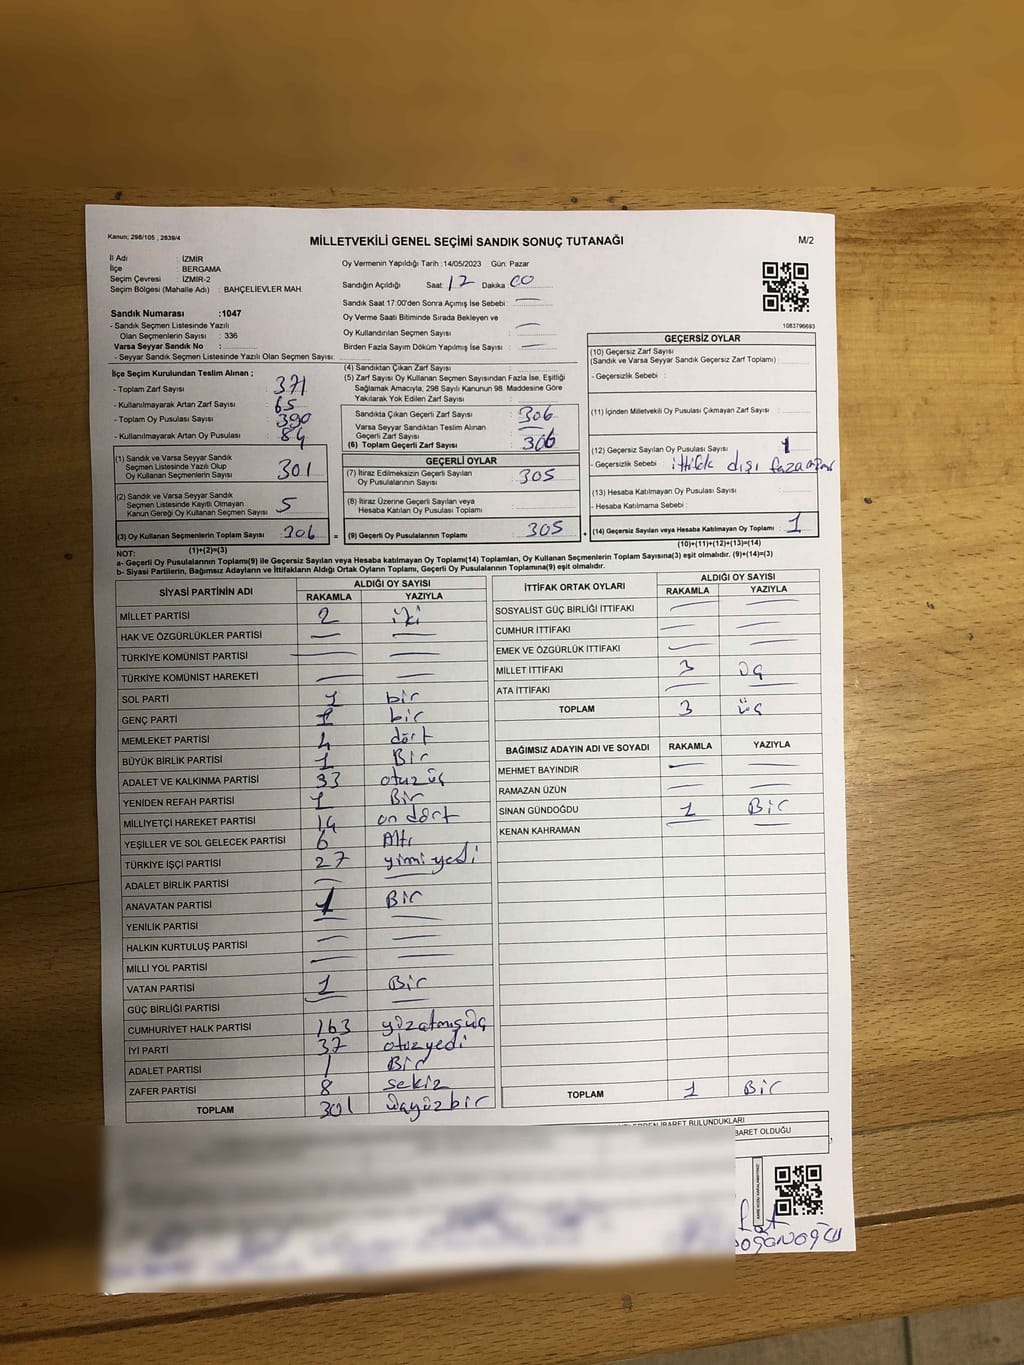 Kanun; 298/105 , 2839/4
MİLLETVEKİLİ GENEL SEÇİMİ SANDIK SONUÇ TUTANAĞI
M/2
İl Adı : İZMİR
İlçe : BERGAMA
Seçim Çevresi : İZMİR-2
Seçim Bölgesi (Mahalle Adı) : BAHÇELİEVLER MAH.
Oy Vermenin Yapıldığı Tarih :14/05/2023 Gün: Pazar
Sandığın Açıldığı Saat: 17 Dakika: 00
Sandık Saat 17:00'den Sonra Açımış İse Sebebi : —
Oy Verme Saati Bitiminde Sırada Bekleyen ve
Oy Kullandırılan Seçmen Sayısı : —
Birden Fazla Sayım Döküm Yapılmış İse Sayısı : —
1083796693
Sandık Numarası :1047
- Sandık Seçmen Listesinde Yazılı
Olan Seçmenlerin Sayısı : 336
Varsa Seyyar Sandık No :
- Seyyar Sandık Seçmen Listesinde Yazılı Olan Seçmen Sayısı:
İlçe Seçim Kurulundan Teslim Alınan ;
- Toplam Zarf Sayısı : 371
- Kullanılmayarak Artan Zarf Sayısı : 65
- Toplam Oy Pusulası Sayısı : 390
- Kullanılmayarak Artan Oy Pusulası : 84
(1) Sandık ve Varsa Seyyar Sandık
Seçmen Listesinde Yazılı Olup
Oy Kullanan Seçmen Sayısı 301
(2) Sandık ve Varsa Seyyar Sandık
Seçmen Listesinde Kayıtlı Olmayan
Kanun Gereği Oy Kullanan Seçmen Sayısı 5
(3) Oy Kullanan Seçmenlerin Toplam Sayısı 306
(1)+(2)=(3)
(4) Sandıktan Çıkan Zarf Sayısı :
(5) Zarf Sayısı Oy Kullanan Seçmen Sayısından Fazla İse, Eşitliği
Sağlamak Amacıyla, 298 Sayılı Kanunun 98. Maddesine Göre
Yakılarak Yok Edilen Zarf Sayısı :
Sandıkta Çıkan Geçerli Zarf Sayısı : 306
Varsa Seyyar Sandıktan Teslim Alınan
Geçerli Zarf Sayısı : —
(6) Toplam Geçerli Zarf Sayısı : 306
GEÇERLİ OYLAR
(7) İtiraz Edilmeksizin Geçerli Sayılan
Oy Pusulalarının Sayısı : 305
(8) İtiraz Üzerine Geçerli Sayılan veya
Hesaba Katılan Oy Pusulası Toplamı :
= (9) Geçerli Oy Pusulalarının Toplamı 305
GEÇERSİZ OYLAR
(10) Geçersiz Zarf Sayısı
(Sandık ve Varsa Seyyar Sandık Geçersiz Zarf Toplamı) :
- Geçersizlik Sebebi :
(11) İçinden Milletvekili Oy Pusulası Çıkmayan Zarf Sayısı :
(12) Geçersiz Sayılan Oy Pusulası Sayısı : 1
- Geçersizlik Sebebi : ittifak dışı
(13) Hesaba Katılmayan Oy Pusulası Sayısı :
- Hesaba Katılmama Sebebi :
+ (14) Geçersiz Sayılan veya Hesaba Katılmayan Oy Toplamı : 1
(10)+(11)+(12)+(13)=(14)
NOT:
a- Geçerli Oy Pusulalarının Toplamı(9) ile Geçersiz Sayılan veya Hesaba katılmayan Oy Toplamı(14) Toplamları, Oy Kullanan Seçmenlerin Toplam Sayısına(3) eşit olmalıdır. (9)+(14)=(3)
b- Siyasi Partilerin, Bağımsız Adayların ve İttifakların Aldığı Ortak Oyların Toplamı, Geçerli Oy Pusulalarının Toplamına(9) eşit olmalıdır.
SİYASİ PARTİNİN ADI ALDIĞI OY SAYISI
RAKAMLA YAZIYLA
MİLLET PARTİSİ 2 iki
HAK VE ÖZGÜRLÜKLER PARTİSİ — —
TÜRKİYE KOMÜNİST PARTİSİ — —
TÜRKİYE KOMÜNİST HAREKETİ — —
SOL PARTİ 1 bir
GENÇ PARTİ 1 bir
MEMLEKET PARTİSİ 4 dört
BÜYÜK BİRLİK PARTİSİ 1 Bir
ADALET VE KALKINMA PARTİSİ 33 otuzüç
YENİDEN REFAH PARTİSİ 1 Bir
MİLLİYETÇİ HAREKET PARTİSİ 14 on dört
YEŞİLLER VE SOL GELECEK PARTİSİ 6 Altı
TÜRKİYE İŞÇİ PARTİSİ 27 yimiyedi
ADALET BİRLİK PARTİSİ — —
ANAVATAN PARTİSİ 1 Bir
YENİLİK PARTİSİ — —
HALKIN KURTULUŞ PARTİSİ — —
MİLLİ YOL PARTİSİ — —
VATAN PARTİSİ 1 Bir
GÜÇ BİRLİĞİ PARTİSİ — —
CUMHURİYET HALK PARTİSİ 163 yüzatmışüç
İYİ PARTİ 37 otuzyedi
ADALET PARTİSİ 1 Bir
ZAFER PARTİSİ 8 sekiz
TOPLAM 301 üçyüzbir
İTTİFAK ORTAK OYLARI ALDIĞI OY SAYISI
RAKAMLA YAZIYLA
SOSYALİST GÜÇ BİRLİĞİ İTTİFAKI — —
CUMHUR İTTİFAKI — —
EMEK VE ÖZGÜRLÜK İTTİFAKI — —
MİLLET İTTİFAKI 3 üç
ATA İTTİFAKI — —
TOPLAM 3 üç
BAĞIMSIZ ADAYIN ADI VE SOYADI RAKAMLA YAZIYLA
MEHMET BAYINDIR — —
RAMAZAN ÜZÜN — —
SİNAN GÜNDOĞDU 1 Bir
KENAN KAHRAMAN — —
TOPLAM 1 Bir
İBARET BULUNDUKLARI
BARET OLDUĞU